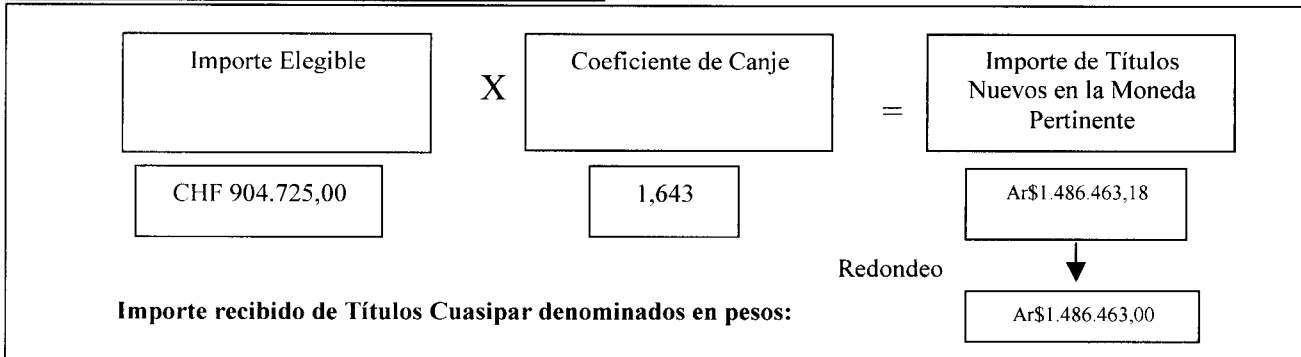 Importe Elegible
X
Coeficiente de Canje
=
Importe de Títulos
Nuevos en la Moneda
Pertinente
CHF 904.725,00
1,643
Ar$1.486.463,18
Redondeo
Importe recibido de Títulos Cuasipar denominados en pesos:
Ar$1.486.463,00